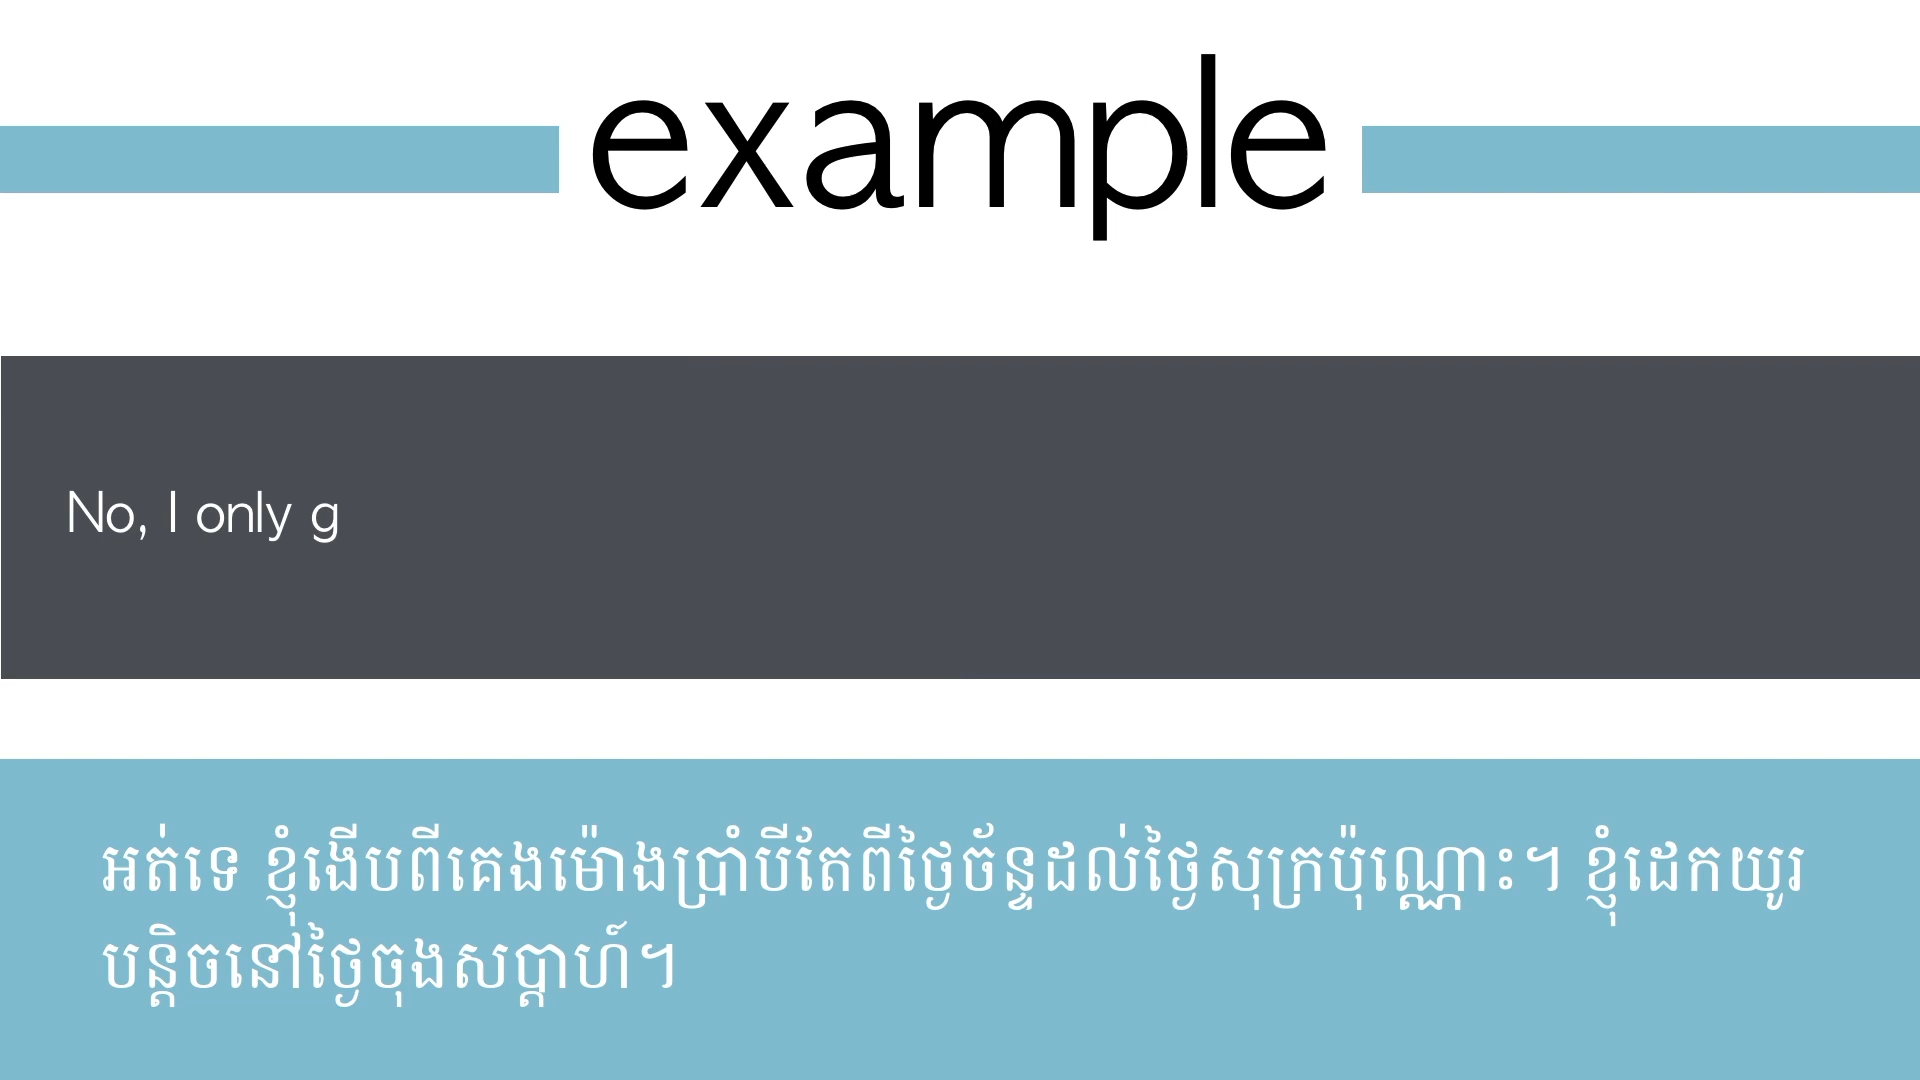 example
No, I only g
អត់ទេ ខ្ញុំងើបពីគេងម៉ោងប្រាំបីតែពីថ្ងៃច័ន្ទដល់ថ្ងៃសុក្រប៉ុណ្ណោះ។ ខ្ញុំដេកយូរ
បន្តិចនៅថ្ងៃចុងសប្តាហ៍។